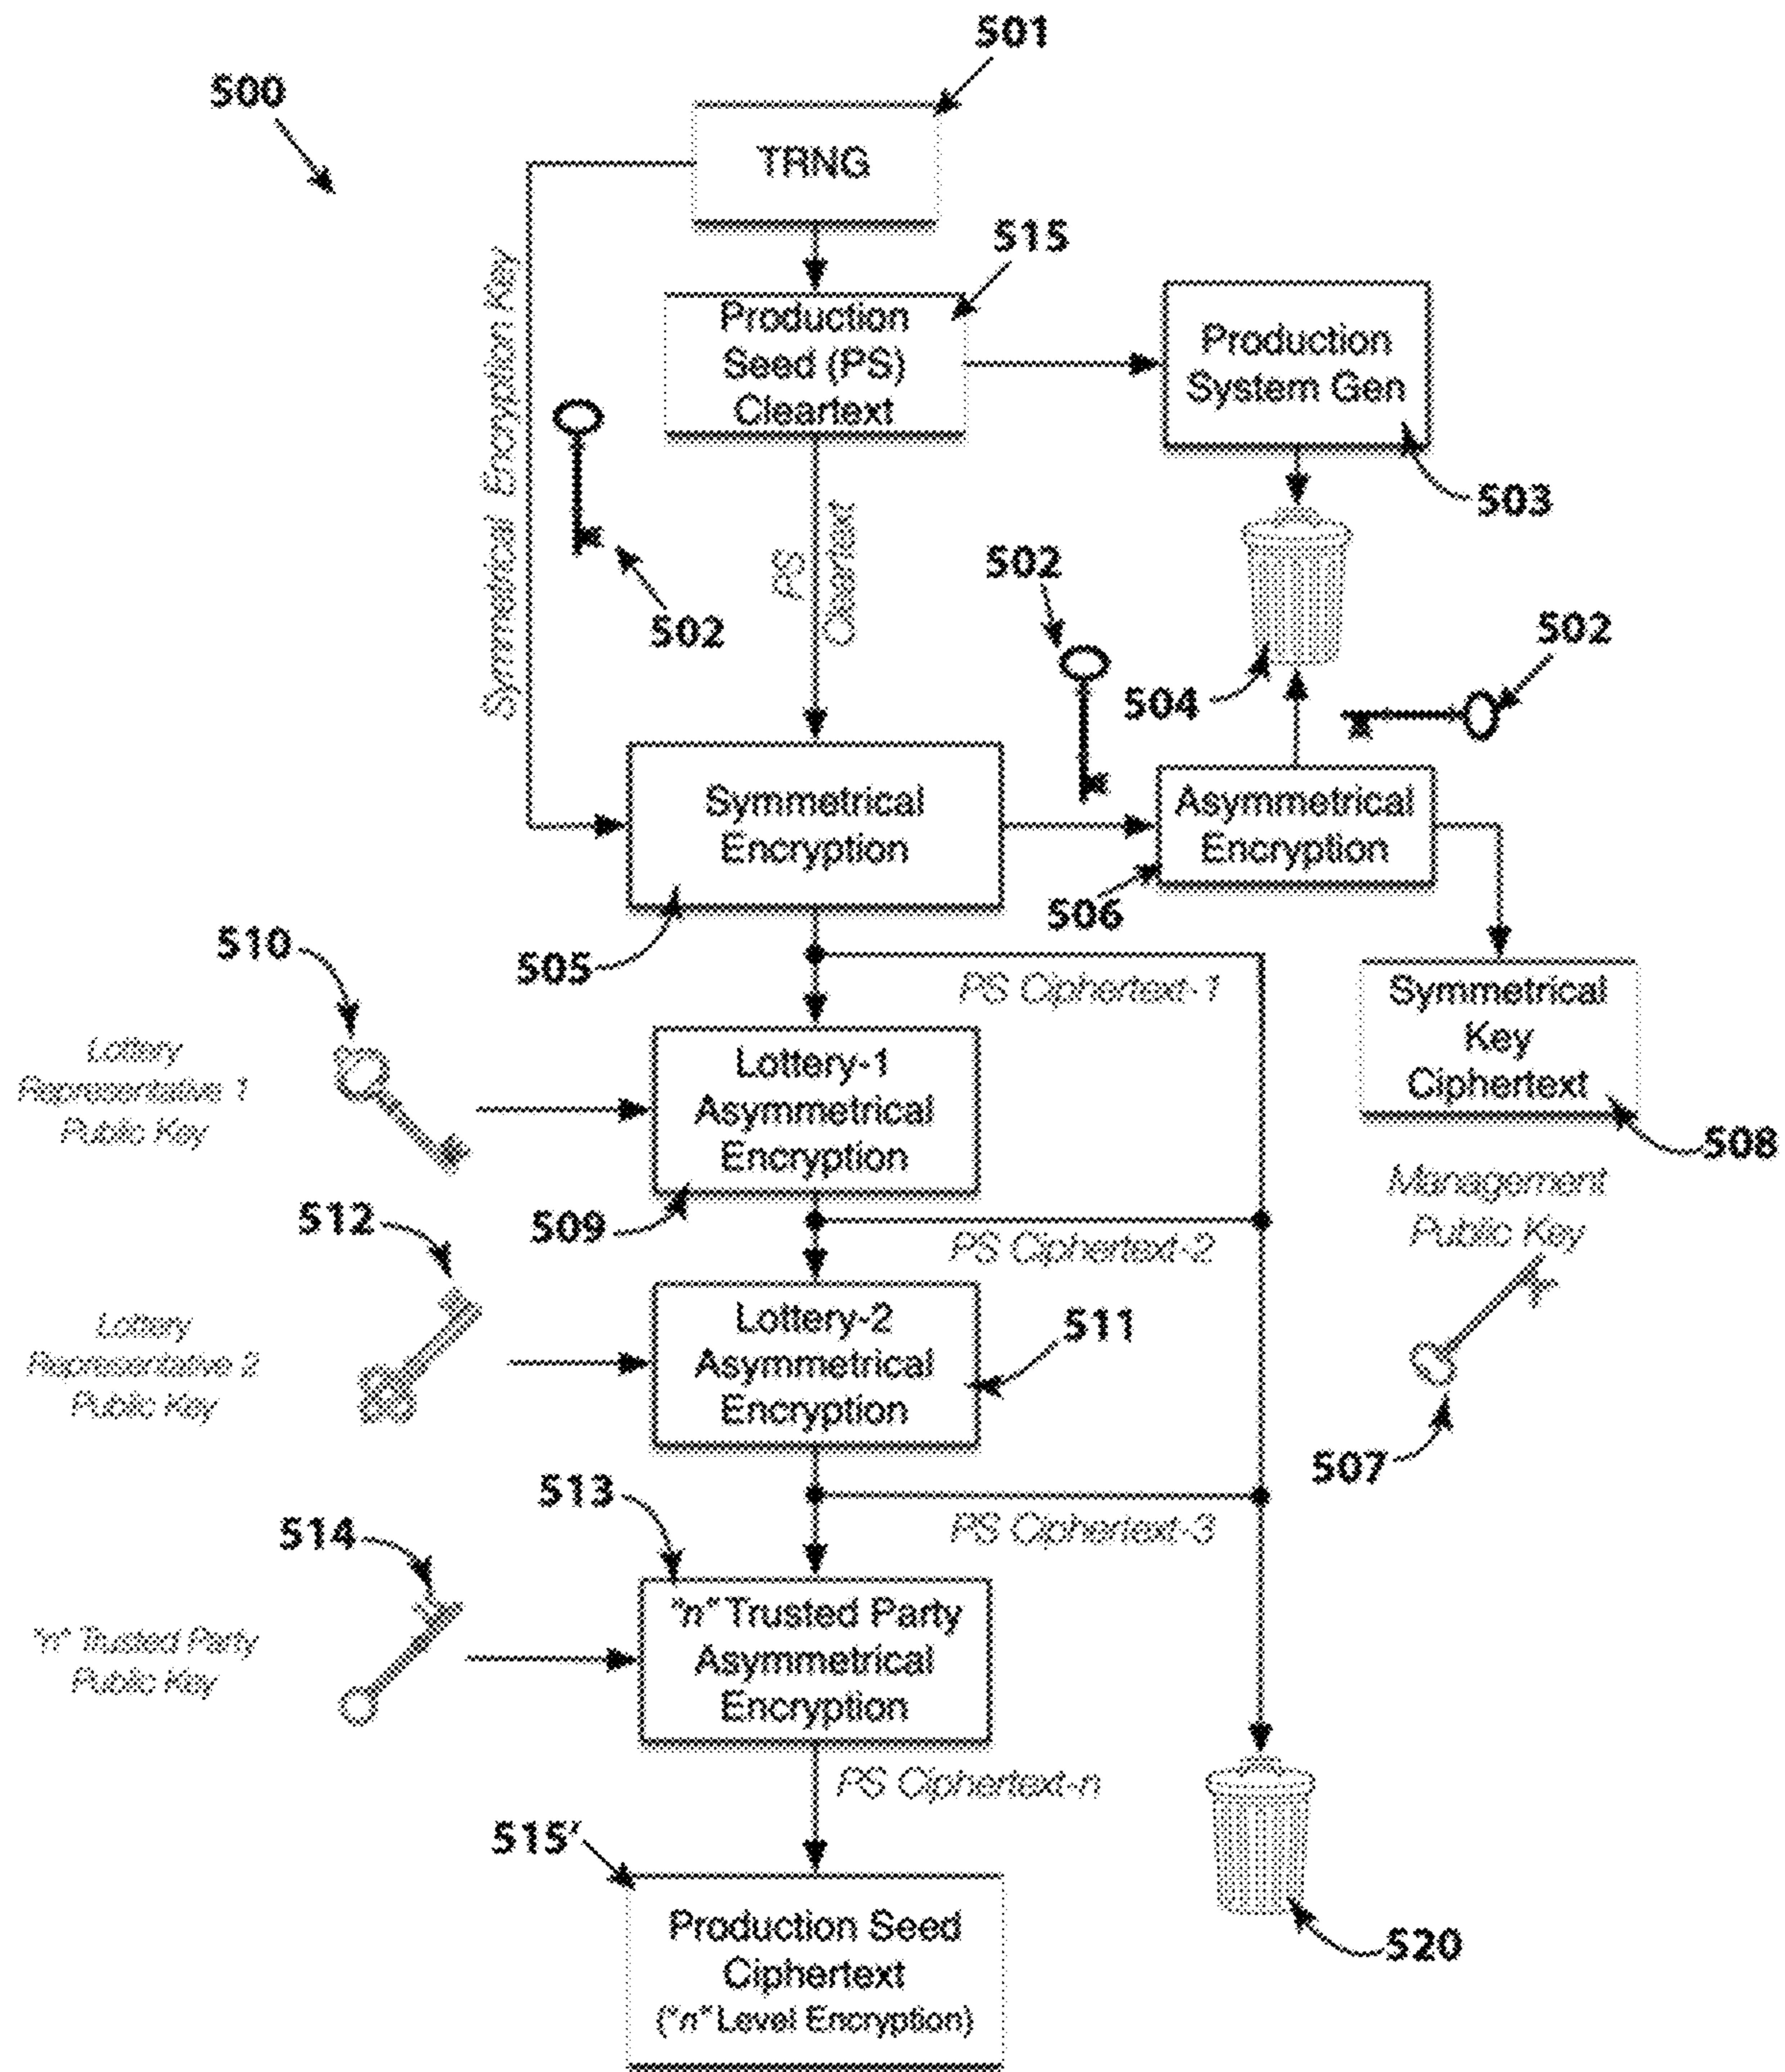 501
500
TRNG
515
Production
Seed (PS)
Cleartext
Production
System Gen
503
Symmetrical Encryption Key
502
PS
Cleartext
502
504
502
Symmetrical
Encryption
Asymmetrical
Encryption
506
505
510
PS Ciphertext-1
Symmetrical
Key
Ciphertext
508
Lottery
Representative 1
Public Key
Lottery-1
Asymmetrical
Encryption
509
512
PS Ciphertext-2
Management
Public Key
507
Lottery
Representative 2
Public Key
Lottery-2
Asymmetrical
Encryption
511
513
514
PS Ciphertext-3
"n" Trusted Party
Public Key
"n" Trusted Party
Asymmetrical
Encryption
PS Ciphertext-n
515'
Production Seed
Ciphertext
("n" Level Encryption)
520